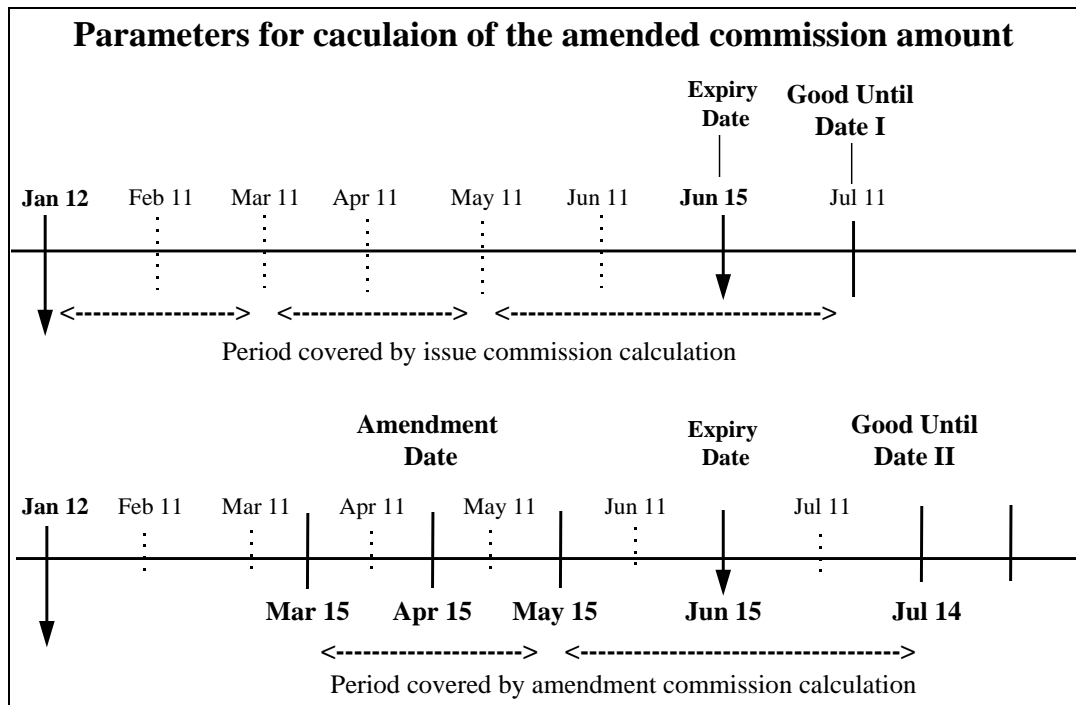 Parameters for caculaion of the amended commission amount
Expiry Date
Good Until Date I
Jan 12 Feb 11 Mar 11 Apr 11 May 11 Jun 11 Jun 15 Jul 11
<-----------------> <-----------------> <------------------------------->
Period covered by issue commission calculation
Amendment Date
Expiry Date
Good Until Date II
Jan 12 Feb 11 Mar 11 Apr 11 May 11 Jun 11 Jul 11
Mar 15 Apr 15 May 15 Jun 15 Jul 14
<--------------------> <------------------------------->
Period covered by amendment commission calculation